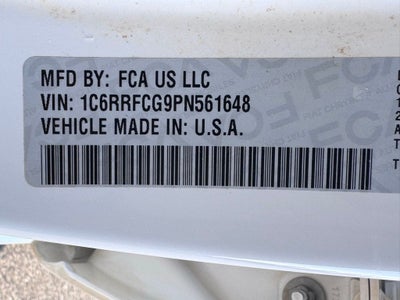 MFD BY: FCA US LLC
VIN: 1C6RRFCG9PN561648
VEHICLE MADE IN: U.S.A.